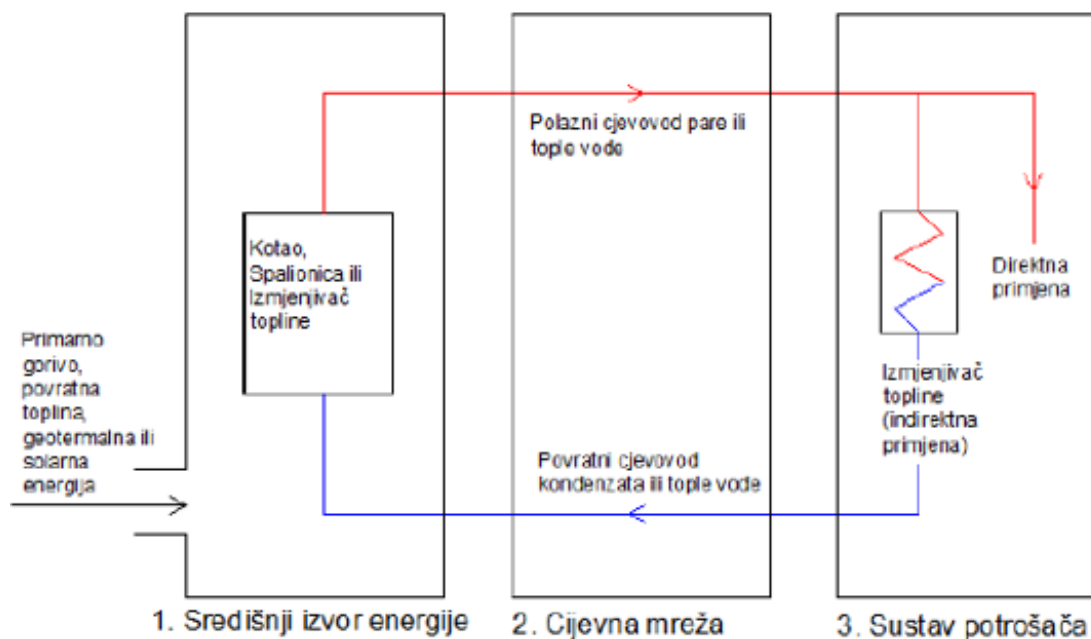 Primarno
gorivo,
povratna
toplina,
geotermalna ili
solarna
energija
Kotao,
Spalionica ili
Izmjenjivač
topline
1. Središnji izvor energije
Polazni cjevovod pare ili
tople vode
Povratni cjevovod
kondenzata ili tople vode
2. Cijevna mreža
Direktna
primjena
Izmjenjivač
topline
(indirektna
primjena)
3. Sustav potrošače